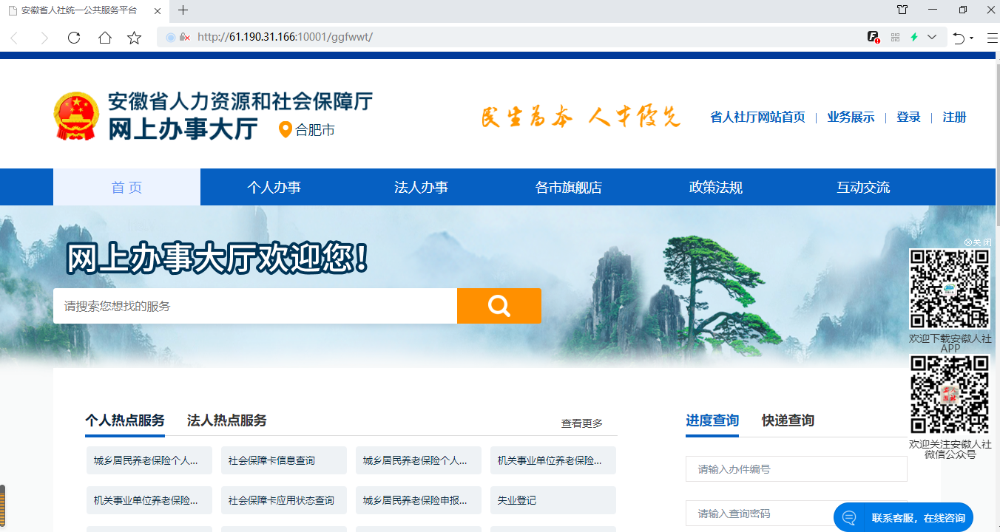 安徽省人社统一公共服务平台
http://61.190.31.166:10001/ggfwwt/
安徽省人力资源和社会保障厅
网上办事大厅 合肥市
民生为本 人才优先
省人社厅网站首页 | 业务展示 | 登录 | 注册
首 页 个人办事 法人办事 各市旗舰店 政策法规 互动交流
网上办事大厅欢迎您!
请搜索您想找的服务
⊗关闭
欢迎下载安徽人社
APP
欢迎关注安徽人社
微信公众号
个人热点服务 法人热点服务 查看更多
城乡居民养老保险个人... 社会保障卡信息查询 城乡居民养老保险个人... 机关事业单位养老保险...
机关事业单位养老保险... 社会保障卡应用状态查询 城乡居民养老保险申报... 失业登记
进度查询 快递查询
请输入办件编号
请输入查询密码
联系客服，在线咨询